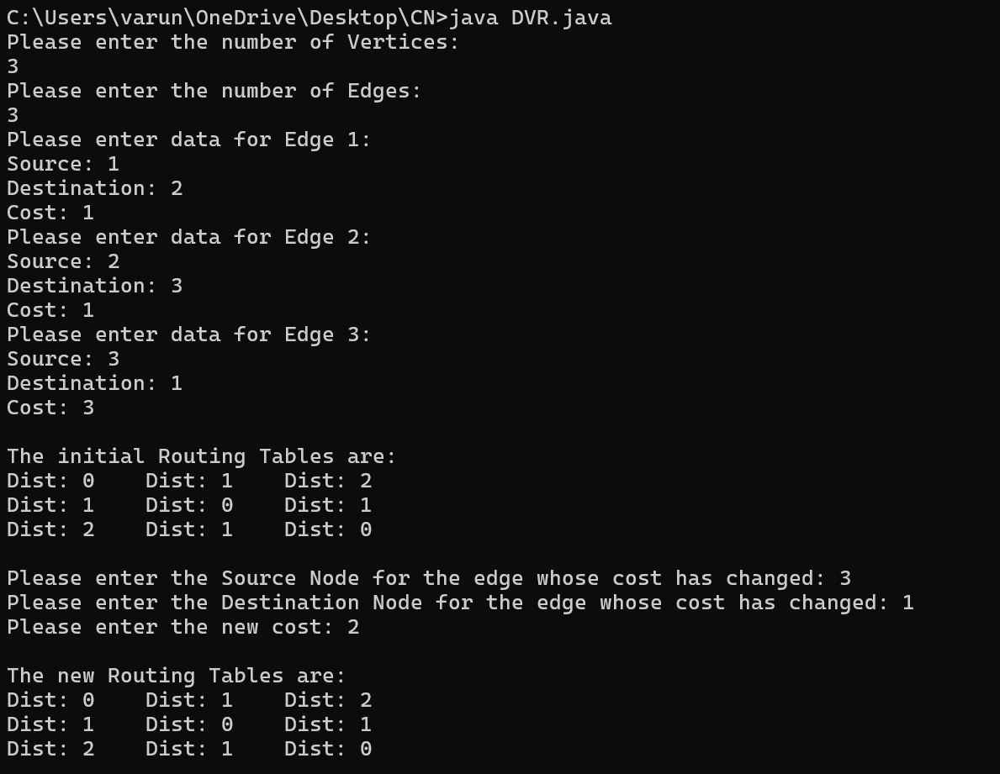 C:\Users\varun\OneDrive\Desktop\CN>java DVR.java
Please enter the number of Vertices:
3
Please enter the number of Edges:
3
Please enter data for Edge 1:
Source: 1
Destination: 2
Cost: 1
Please enter data for Edge 2:
Source: 2
Destination: 3
Cost: 1
Please enter data for Edge 3:
Source: 3
Destination: 1
Cost: 3
The initial Routing Tables are:
Dist: 0    Dist: 1    Dist: 2
Dist: 1    Dist: 0    Dist: 1
Dist: 2    Dist: 1    Dist: 0
Please enter the Source Node for the edge whose cost has changed: 3
Please enter the Destination Node for the edge whose cost has changed: 1
Please enter the new cost: 2
The new Routing Tables are:
Dist: 0    Dist: 1    Dist: 2
Dist: 1    Dist: 0    Dist: 1
Dist: 2    Dist: 1    Dist: 0